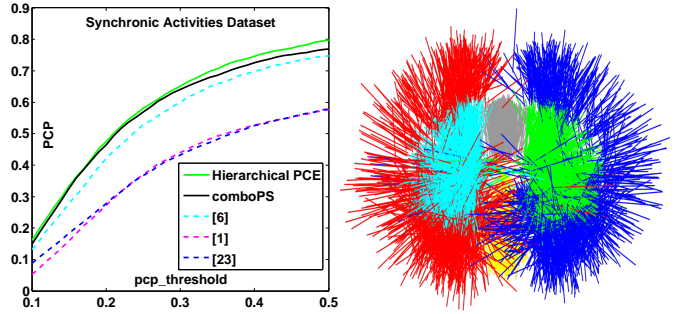 Synchronic Activities Dataset
0.9
0.8
0.7
0.6
0.5
0.4
0.3
0.2
0.1
0
PCP
Hierarchical PCE
comboPS
[6]
[1]
[23]
pcp_threshold
0.1 0.2 0.3 0.4 0.5